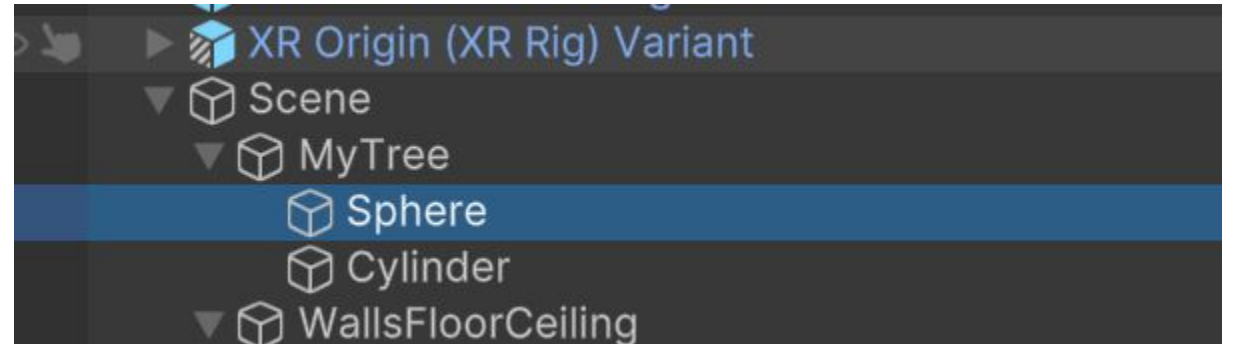 XR Origin (XR Rig) Variant
Scene
MyTree
Sphere
Cylinder
WallsFloorCeiling